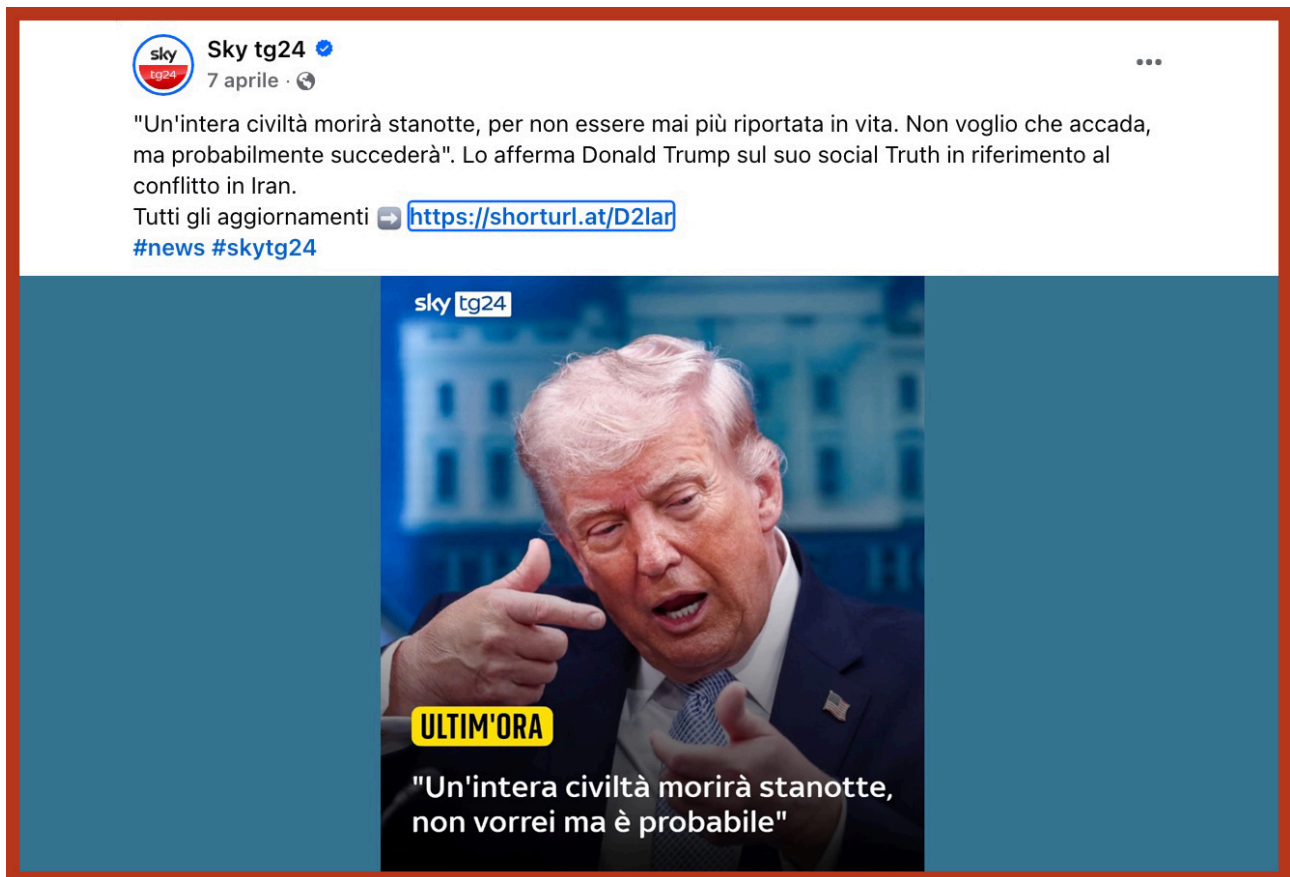 sky
tg24
Sky tg24
7 aprile ·
"Un'intera civiltà morirà stanotte, per non essere mai più riportata in vita. Non voglio che accada,
ma probabilmente succederà". Lo afferma Donald Trump sul suo social Truth in riferimento al
conflitto in Iran.
Tutti gli aggiornamenti ➡️ https://shorturl.at/D2lar
#news #skytg24
sky tg24
THE HO
ULTIM'ORA
"Un'intera civiltà morirà stanotte,
non vorrei ma è probabile"